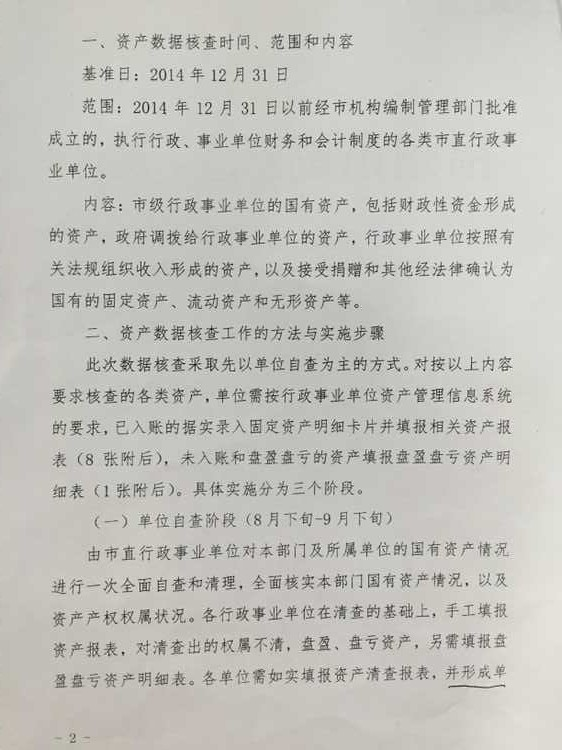 一、资产数据核查时间、范围和内容
基准日：2014 年 12 月 31 日
范围：2014 年 12 月 31 日以前经市机构编制管理部门批准
成立的，执行行政、事业单位财务和会计制度的各类市直行政事
业单位。
内容：市级行政事业单位的国有资产，包括财政性资金形成
的资产，政府调拨给行政事业单位的资产，行政事业单位按照有
关法规组织收入形成的资产，以及接受捐赠和其他经法律确认为
国有的固定资产、流动资产和无形资产等。
二、资产数据核查工作的方法与实施步骤
此次数据核查采取先以单位自查为主的方式。对按以上内容
要求核查的各类资产，单位需按行政事业单位资产管理信息系统
的要求，已入账的据实录入固定资产明细卡片并填报相关资产报
表（8 张附后），未入账和盘盈盘亏的资产填报盘盈盘亏资产明
细表（1 张附后）。具体实施分为三个阶段。
（一）单位自查阶段（8 月下旬-9 月下旬）
由市直行政事业单位对本部门及所属单位的国有资产情况
进行一次全面自查和清理，全面核实本部门国有资产情况，以及
资产产权权属状况。各行政事业单位在清查的基础上，手工填报
资产报表，对清查出的权属不清，盘盈、盘亏资产，另需填报盘
盈盘亏资产明细表。各单位需如实填报资产清查报表，并形成单
- 2 -